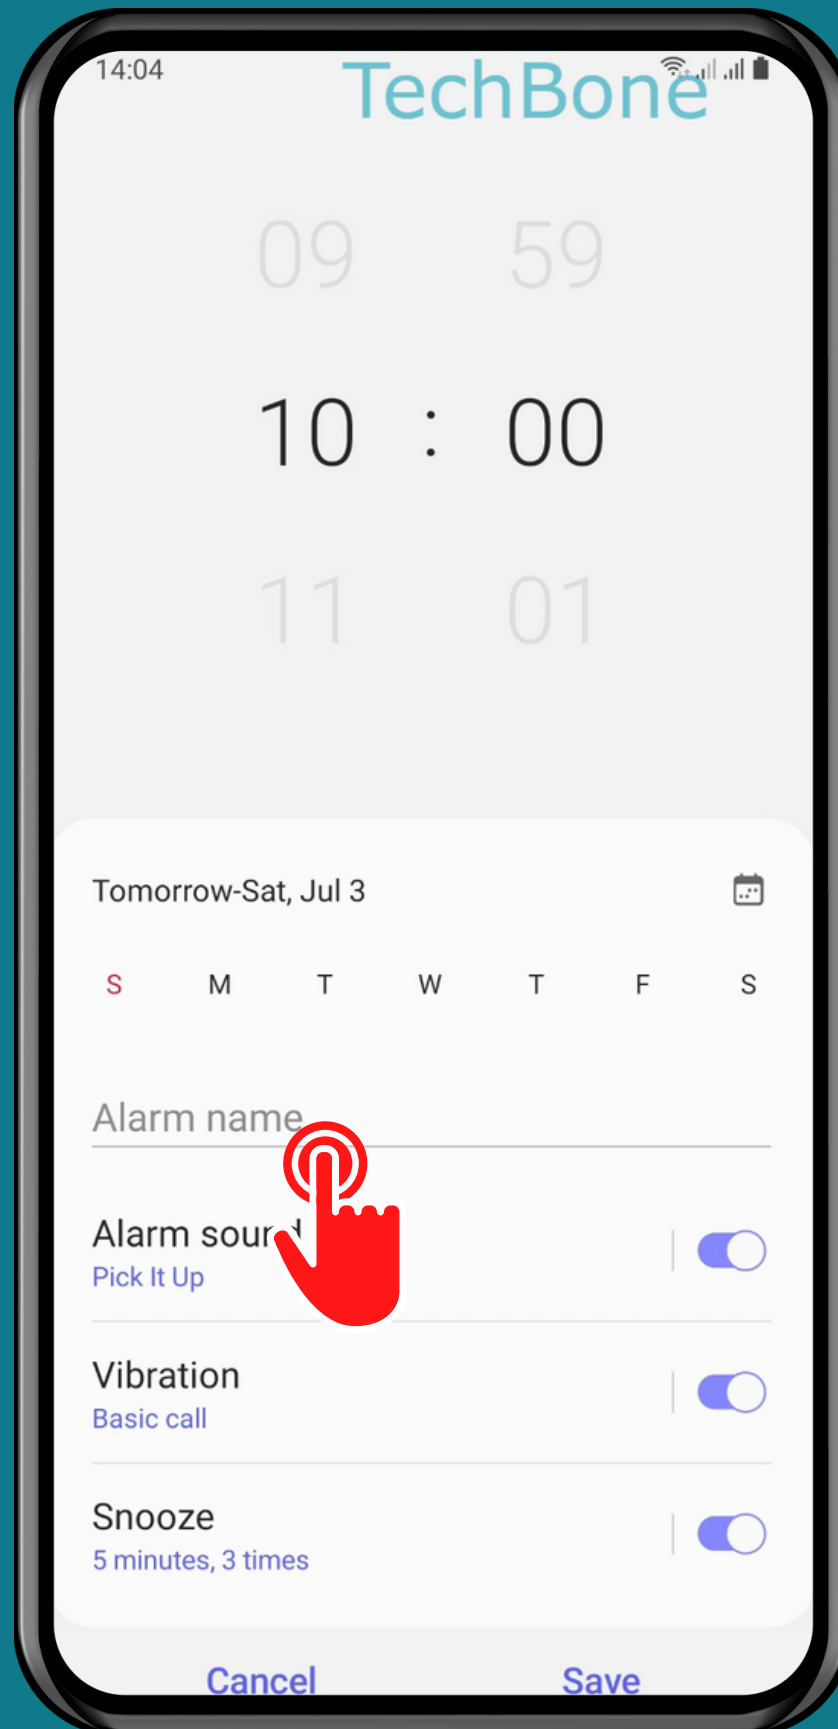 14:04
TechBone
09 59
10 : 00
11 01
Tomorrow-Sat, Jul 3
S M T W T F S
Alarm name
Alarm sound
Pick It Up
Vibration
Basic call
Snooze
5 minutes, 3 times
Cancel Save